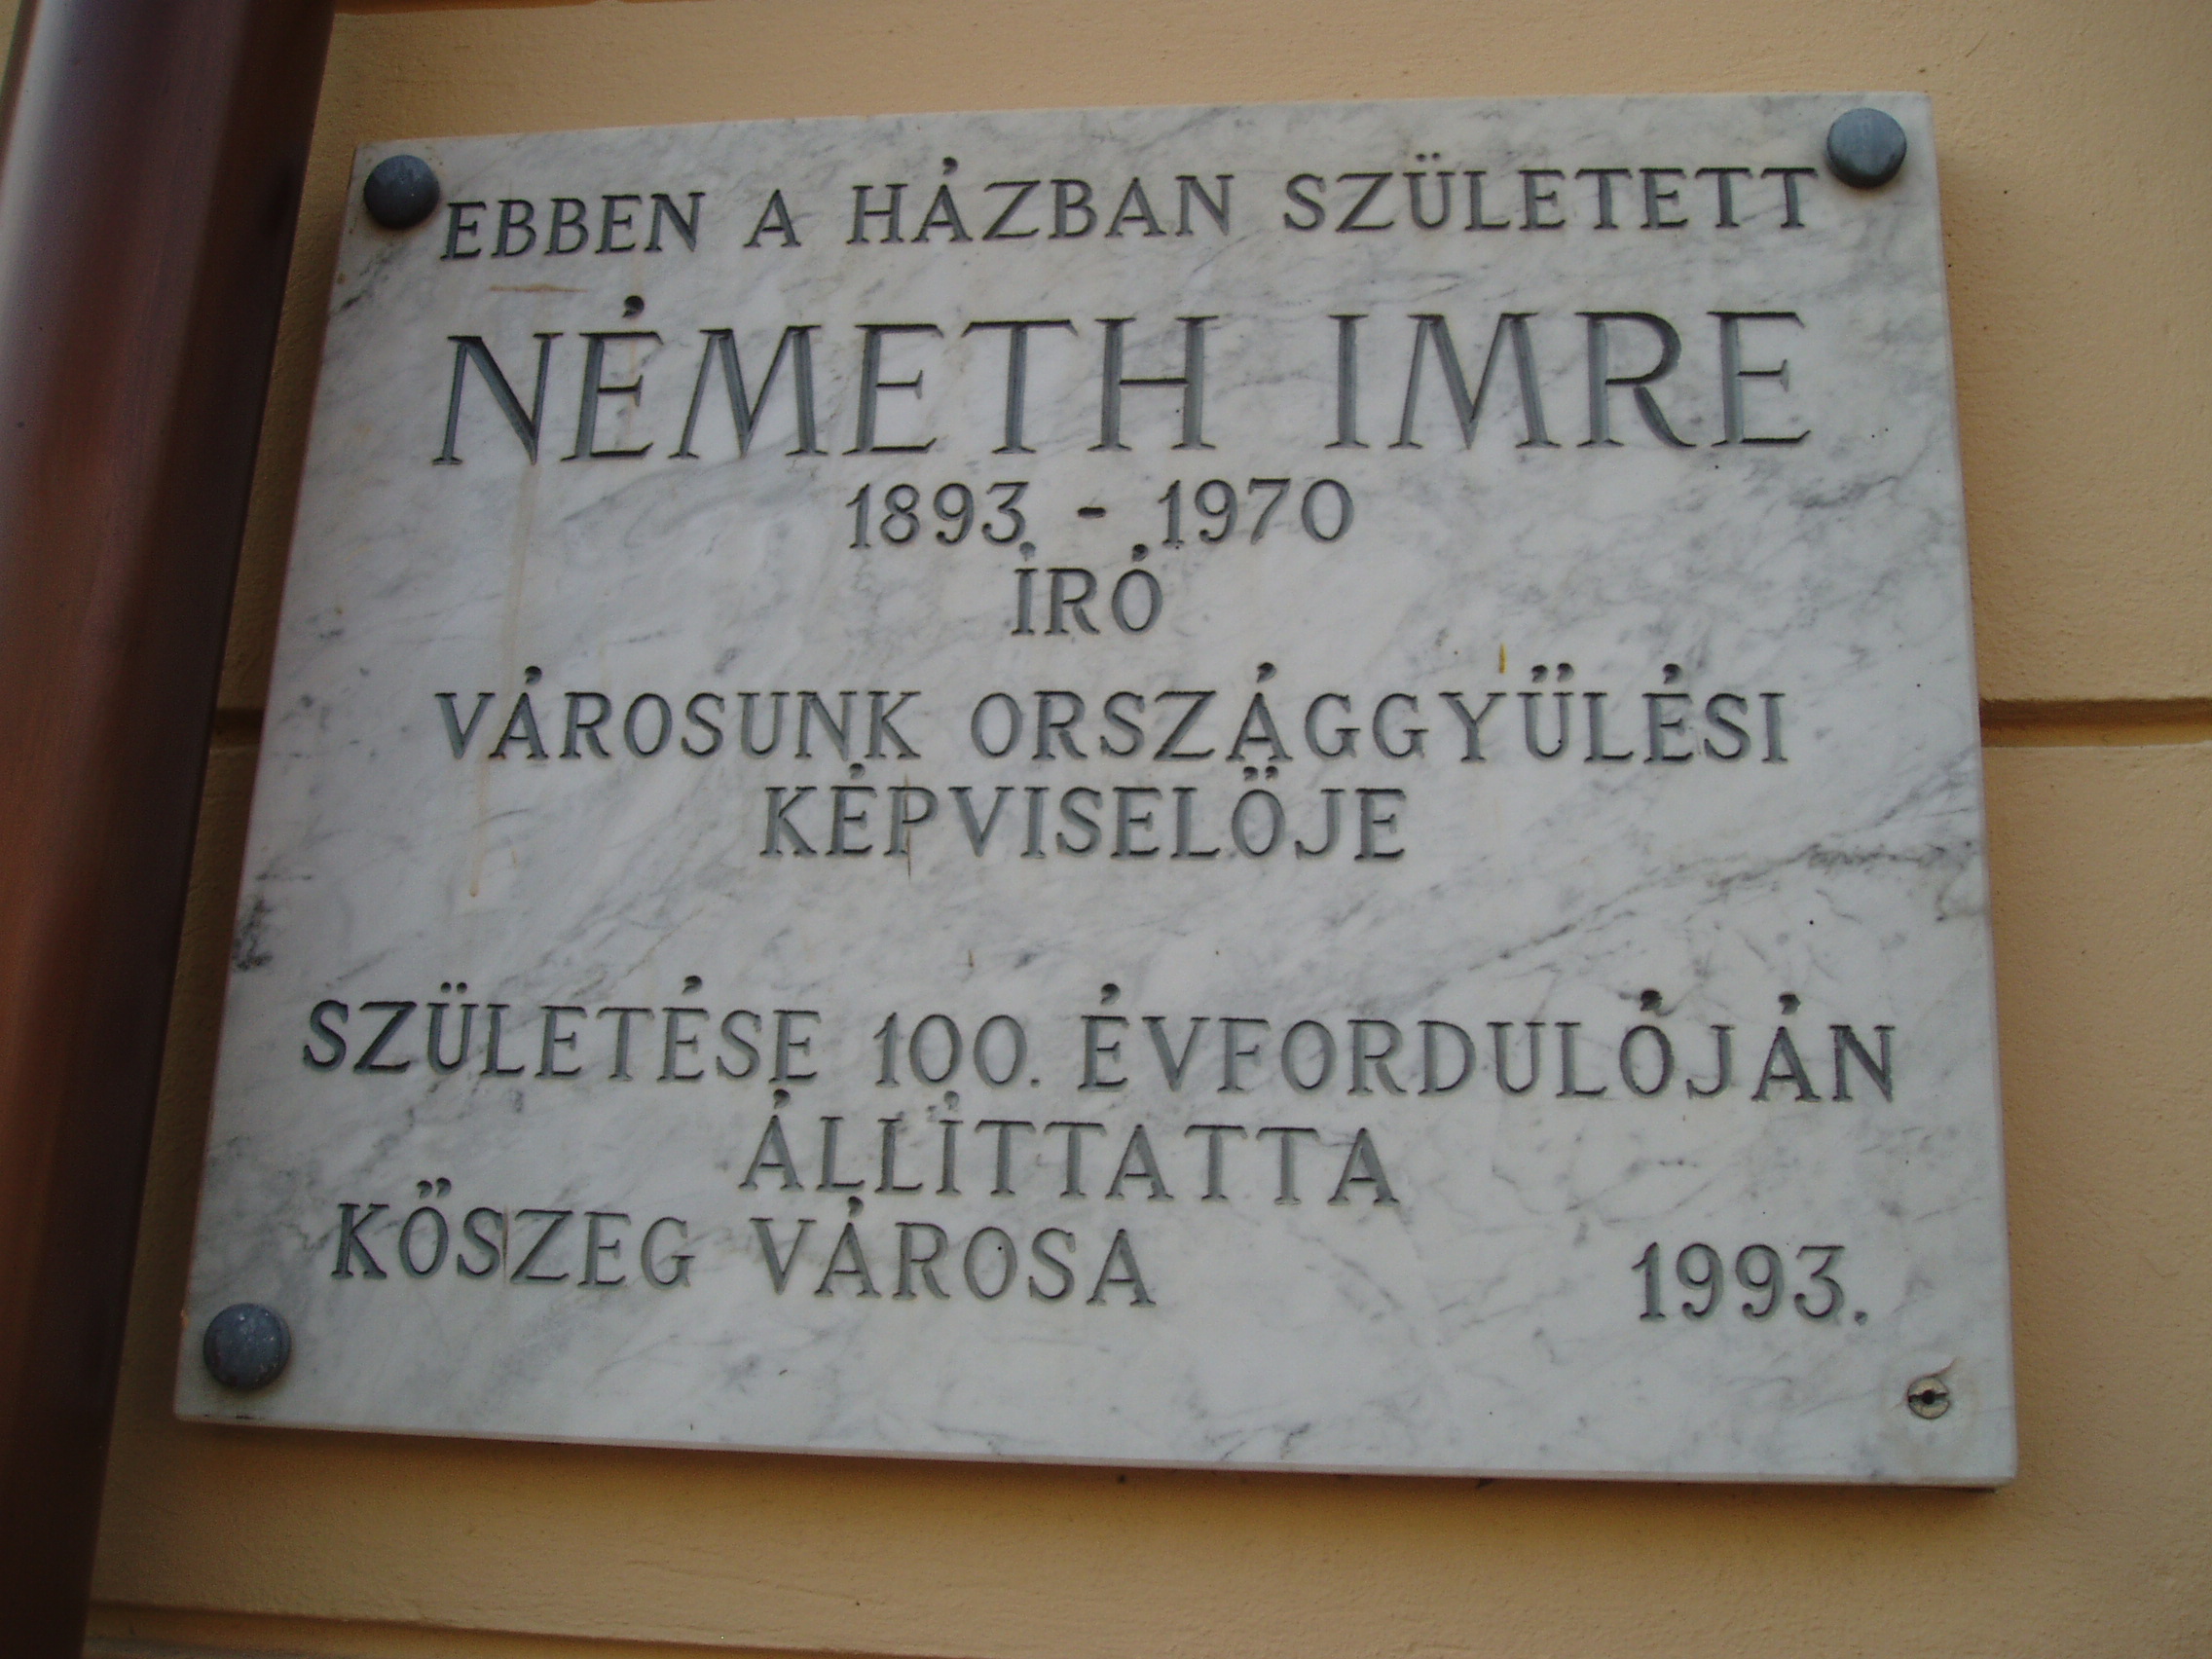 EBBEN A HÁZBAN SZÜLETETT
NÉMETH IMRE
1893 - 1970
ÍRÓ
VÁROSUNK ORSZÁGGYŰLÉSI
KÉPVISELŐJE
SZÜLETÉSE 100. ÉVFORDULÓJÁN
ÁLLÍTTATTA
KŐSZEG VÁROSA 1993.